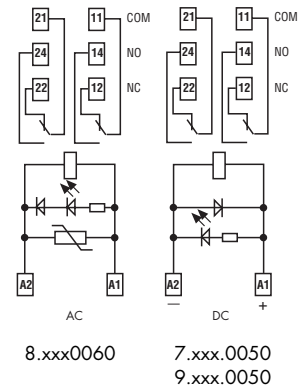 21 11 COM 21 11 COM
24 14 NO 24 14 NO
22 12 NC 22 12 NC
A2 A1 A2 A1
— +
AC DC
8.xxx0060 7.xxx.0050
9.xxx.0050